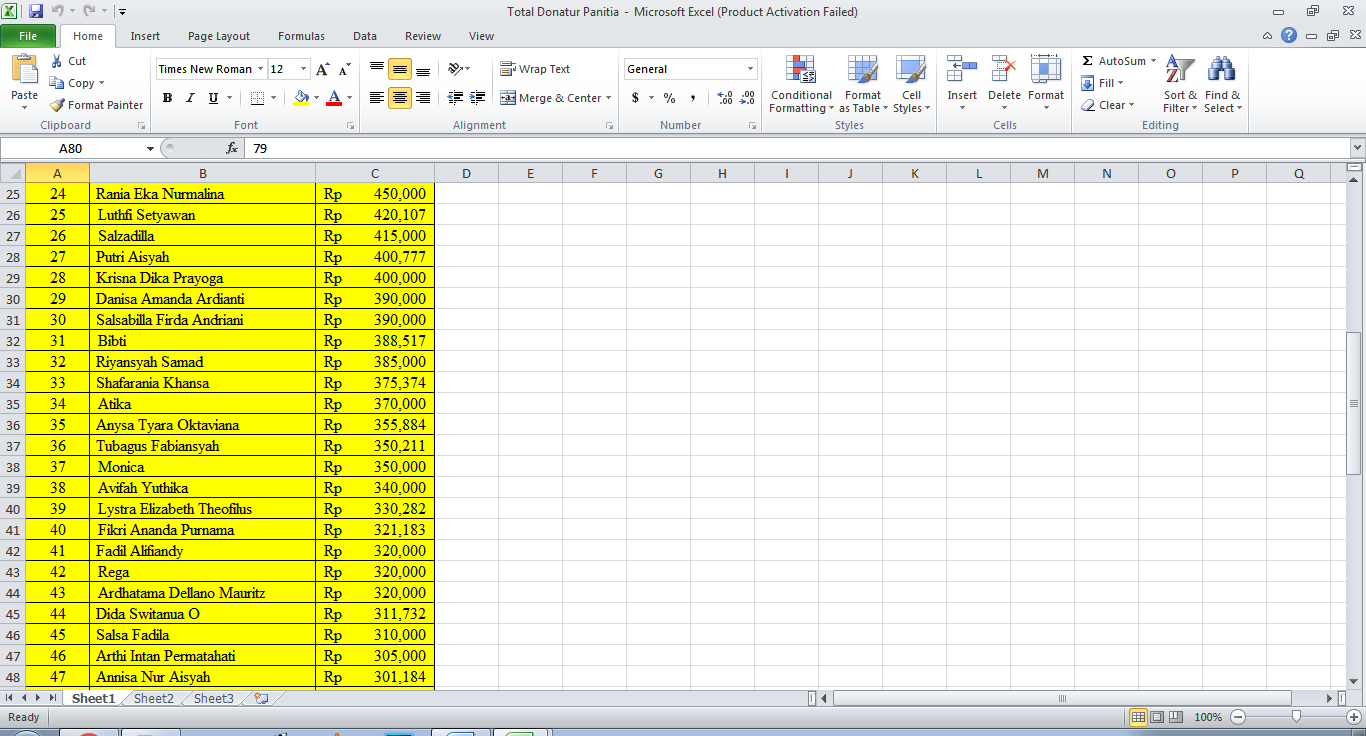 Total Donatur Panitia - Microsoft Excel (Product Activation Failed)
File Home Insert Page Layout Formulas Data Review View
Paste Cut Copy Format Painter Clipboard
Times New Roman 12 A A B I U A Font
Wrap Text Merge & Center Alignment
General $ % , .0 .00 .00 .0 Number
Conditional Formatting Format as Table Cell Styles Styles
Insert Delete Format Cells
Σ AutoSum Fill Clear Sort & Filter Find & Select Editing
A80 fx 79
A B C D E F G H I J K L M N O P Q
25 24 Rania Eka Nurmalina Rp 450,000
26 25 Luthfi Setyawan Rp 420,107
27 26 Salzadilla Rp 415,000
28 27 Putri Aisyah Rp 400,777
29 28 Krisna Dika Prayoga Rp 400,000
30 29 Danisa Amanda Ardianti Rp 390,000
31 30 Salsabilla Firda Andriani Rp 390,000
32 31 Bibti Rp 388,517
33 32 Riyansyah Samad Rp 385,000
34 33 Shafarania Khansa Rp 375,374
35 34 Atika Rp 370,000
36 35 Anysa Tyara Oktaviana Rp 355,884
37 36 Tubagus Fabiansyah Rp 350,211
38 37 Monica Rp 350,000
39 38 Avifah Yuthika Rp 340,000
40 39 Lystra Elizabeth Theofilus Rp 330,282
41 40 Fikri Ananda Purnama Rp 321,183
42 41 Fadil Alifiandy Rp 320,000
43 42 Rega Rp 320,000
44 43 Ardhatama Dellano Mauritz Rp 320,000
45 44 Dida Switanua O Rp 311,732
46 45 Salsa Fadila Rp 310,000
47 46 Arthi Intan Permatahati Rp 305,000
48 47 Annisa Nur Aisyah Rp 301,184
Sheet1 Sheet2 Sheet3
Ready 100%